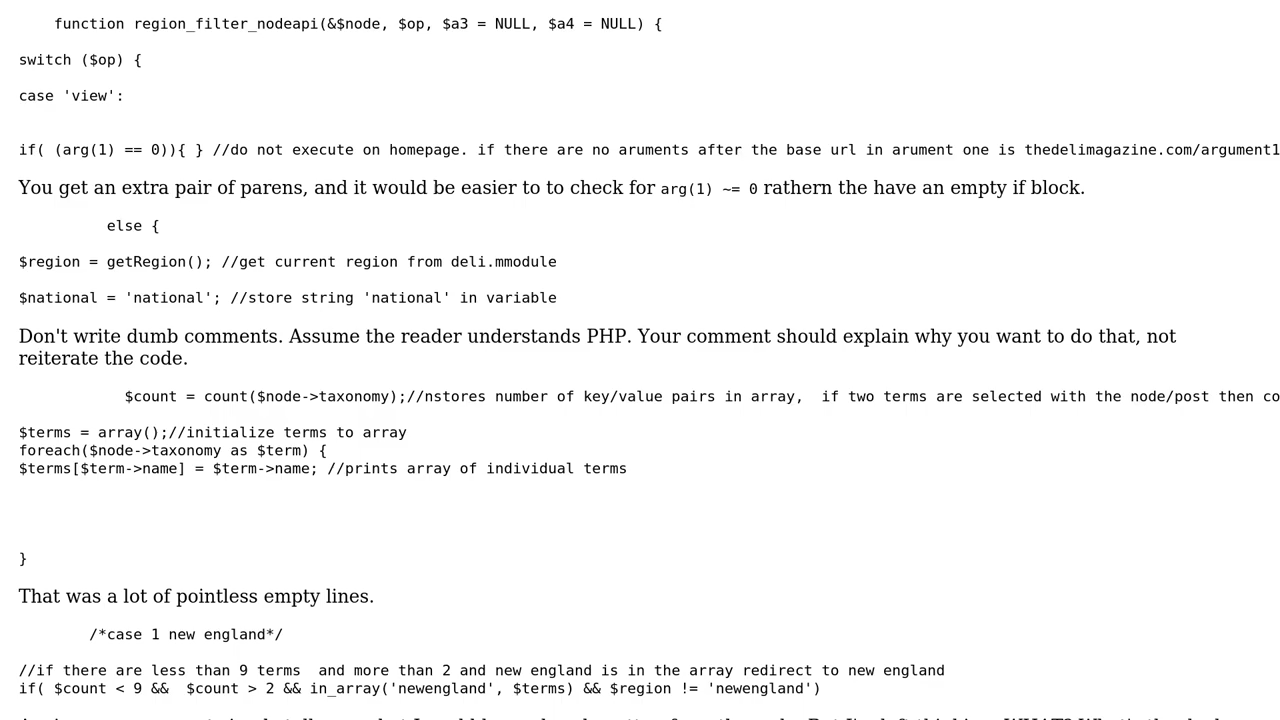 function region_filter_nodeapi(&$node, $op, $a3 = NULL, $a4 = NULL) {
switch ($op) {
case 'view':
if( (arg(1) == 0)){ } //do not execute on homepage. if there are no aruments after the base url in arument one is thedelimagazine.com/argument1
You get an extra pair of parens, and it would be easier to to check for arg(1) ~= 0 rathern the have an empty if block.
else {
$region = getRegion(); //get current region from deli.mmodule
$national = 'national'; //store string 'national' in variable
Don't write dumb comments. Assume the reader understands PHP. Your comment should explain why you want to do that, not
reiterate the code.
$count = count($node->taxonomy);//nstores number of key/value pairs in array,  if two terms are selected with the node/post then co
$terms = array();//initialize terms to array
foreach($node->taxonomy as $term) {
$terms[$term->name] = $term->name; //prints array of individual terms
}
That was a lot of pointless empty lines.
/*case 1 new england*/
//if there are less than 9 terms  and more than 2 and new england is in the array redirect to new england
if( $count < 9 &&  $count > 2 && in_array('newengland', $terms) && $region != 'newengland')